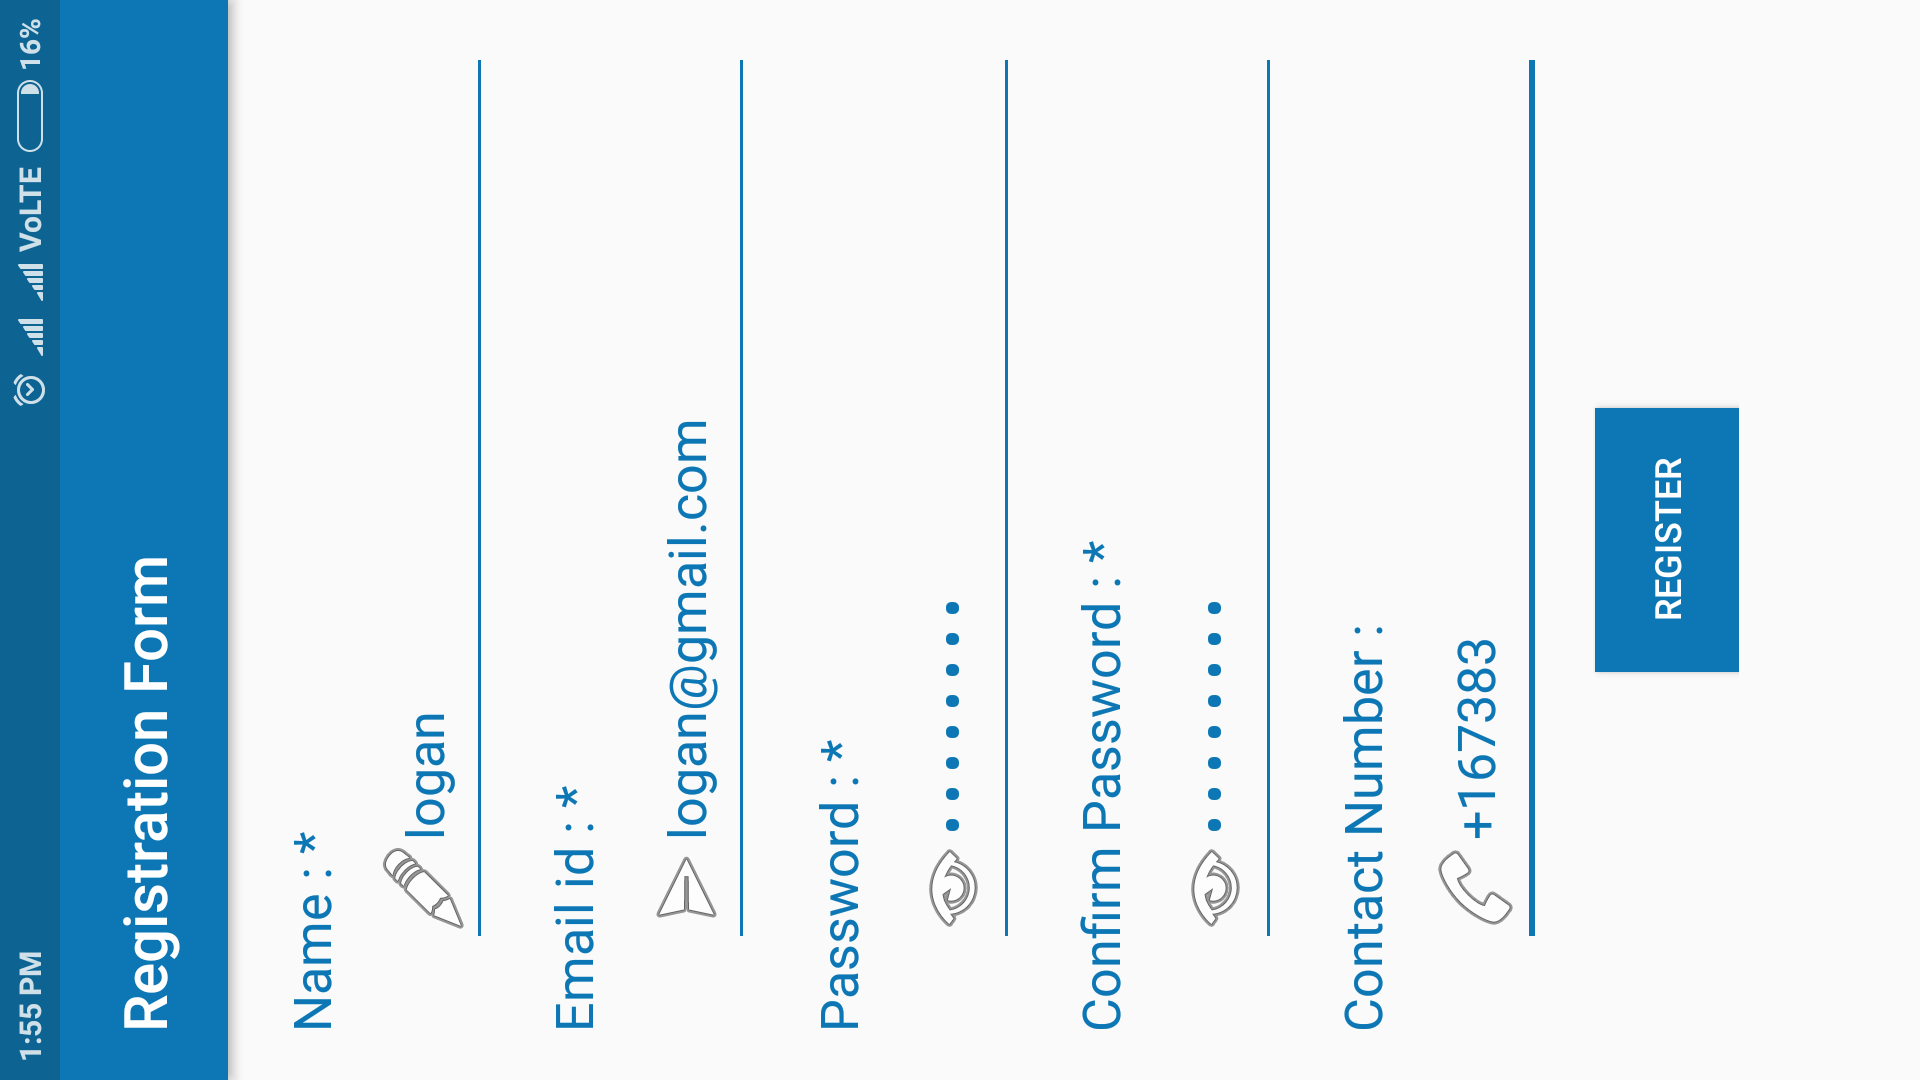 1:55 PM VoLTE 16%
Registration Form
Name : *
logan
Email id : *
logan@gmail.com
Password : *
••••••••
Confirm Password : *
••••••••
Contact Number :
+167383
REGISTER